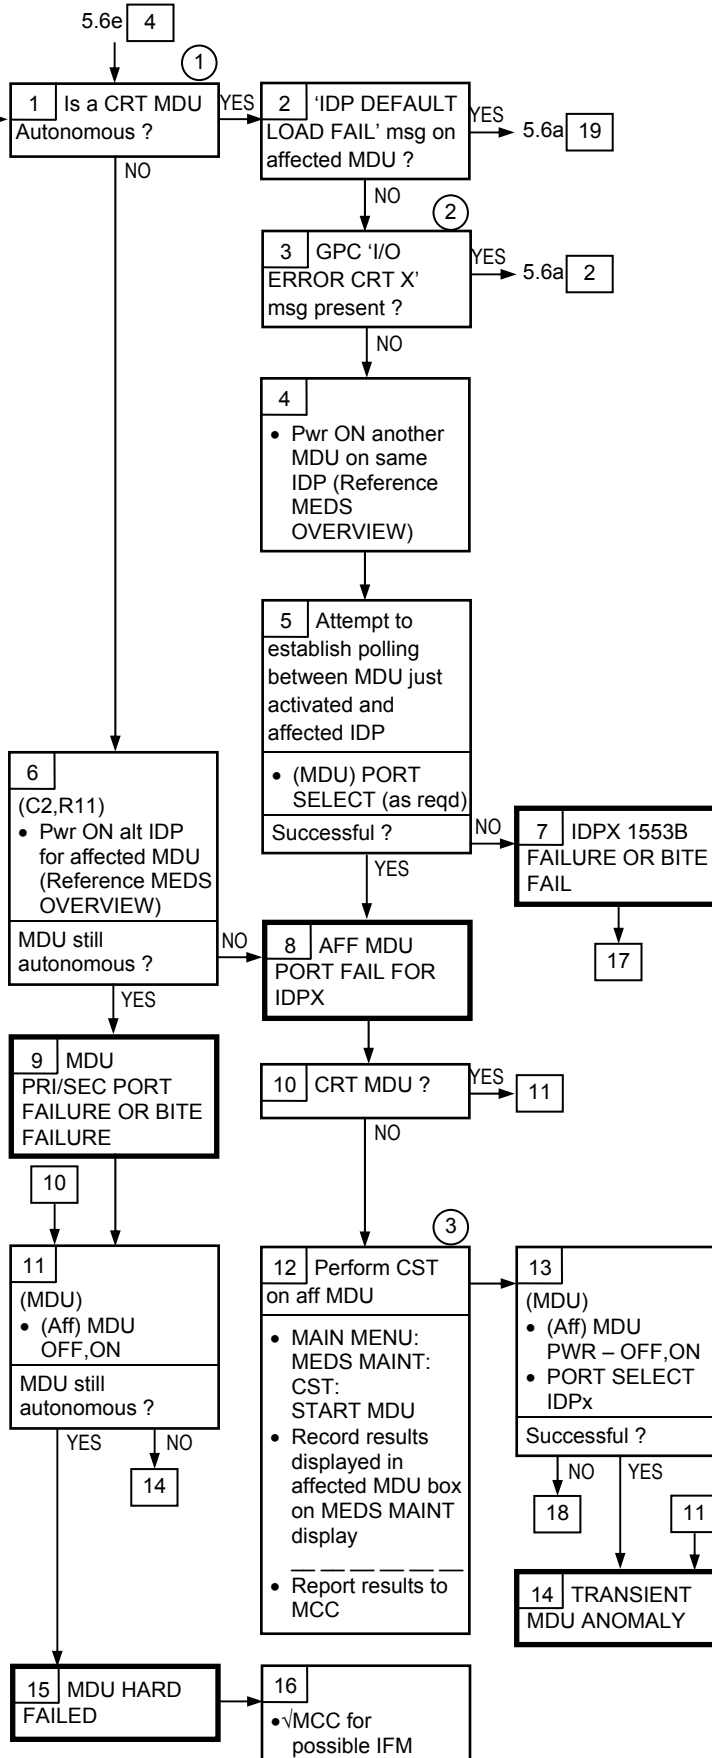 5.6e 4
1
1 Is a CRT MDU
Autonomous ?
YES
NO
2 ‘IDP DEFAULT
LOAD FAIL’ msg on
affected MDU ?
YES
5.6a 19
NO
2
3 GPC ‘I/O
ERROR CRT X’
msg present ?
YES
5.6a 2
NO
4
• Pwr ON another
MDU on same
IDP (Reference
MEDS
OVERVIEW)
5 Attempt to
establish polling
between MDU just
activated and
affected IDP
• (MDU) PORT
SELECT (as reqd)
Successful ?
NO
YES
6
(C2,R11)
• Pwr ON alt IDP
for affected MDU
(Reference MEDS
OVERVIEW)
MDU still
autonomous ?
NO
YES
7 IDPX 1553B
FAILURE OR BITE
FAIL
17
8 AFF MDU
PORT FAIL FOR
IDPX
9 MDU
PRI/SEC PORT
FAILURE OR BITE
FAILURE
10 CRT MDU ?
YES
11
NO
10
11
(MDU)
• (Aff) MDU
OFF,ON
MDU still
autonomous ?
YES
NO
14
3
12 Perform CST
on aff MDU
• MAIN MENU:
MEDS MAINT:
CST:
START MDU
• Record results
displayed in
affected MDU box
on MEDS MAINT
display
__ __ __ __ __ __
• Report results to
MCC
13
(MDU)
• (Aff) MDU
PWR – OFF,ON
• PORT SELECT
IDPx
Successful ?
NO
YES
18
11
14 TRANSIENT
MDU ANOMALY
15 MDU HARD
FAILED
16
•√MCC for
possible IFM